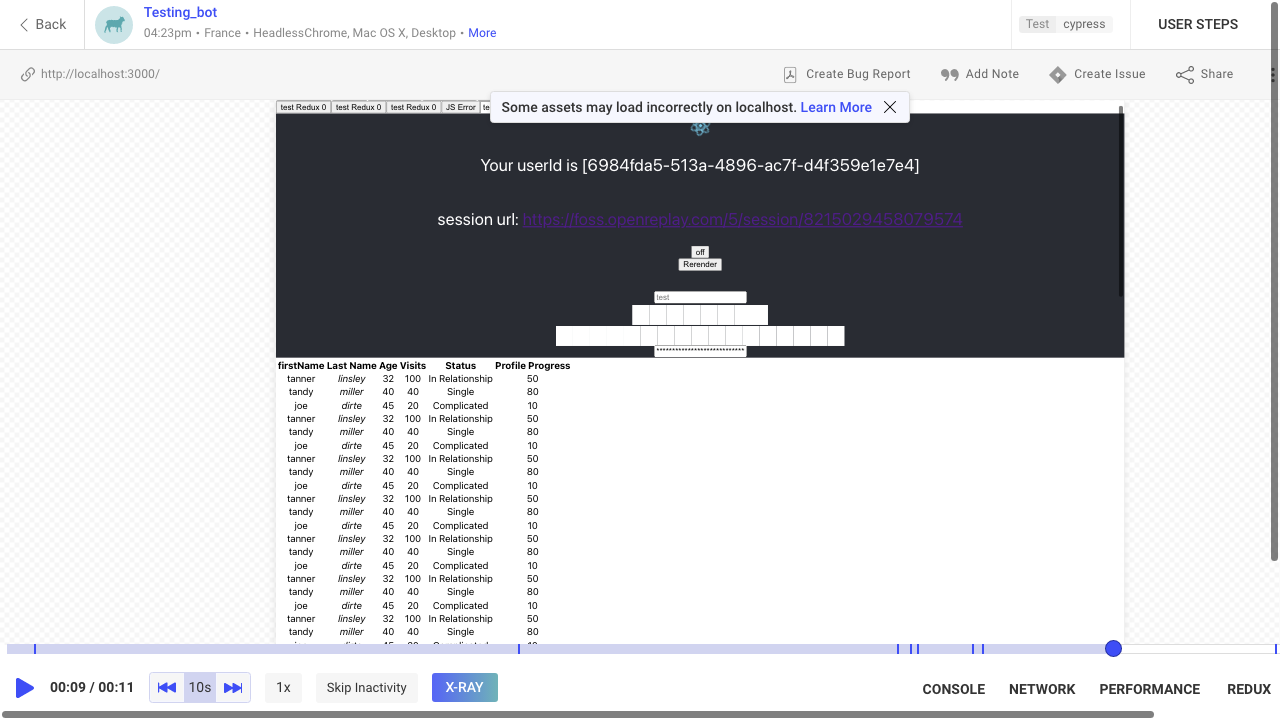 Back
Testing_bot
04:23pm • France • HeadlessChrome, Mac OS X, Desktop • More
Test cypress
USER STEPS
http://localhost:3000/
Create Bug Report
Add Note
Create Issue
Share
test Redux 0 test Redux 0 test Redux 0 JS Error
Some assets may load incorrectly on localhost. Learn More
Your userId is [6984fda5-513a-4896-ac7f-d4f359e1e7e4]
session url: https://foss.openreplay.com/5/session/8215029458079574
off
Rerender
test
firstName Last Name Age Visits Status Profile Progress
tanner linsley 32 100 In Relationship 50
tandy miller 40 40 Single 80
joe dirte 45 20 Complicated 10
tanner linsley 32 100 In Relationship 50
tandy miller 40 40 Single 80
joe dirte 45 20 Complicated 10
tanner linsley 32 100 In Relationship 50
tandy miller 40 40 Single 80
joe dirte 45 20 Complicated 10
tanner linsley 32 100 In Relationship 50
tandy miller 40 40 Single 80
joe dirte 45 20 Complicated 10
tanner linsley 32 100 In Relationship 50
tandy miller 40 40 Single 80
joe dirte 45 20 Complicated 10
tanner linsley 32 100 In Relationship 50
tandy miller 40 40 Single 80
joe dirte 45 20 Complicated 10
tanner linsley 32 100 In Relationship 50
tandy miller 40 40 Single 80
00:09 / 00:11
10s
1x
Skip Inactivity
X-RAY
CONSOLE
NETWORK
PERFORMANCE
REDUX